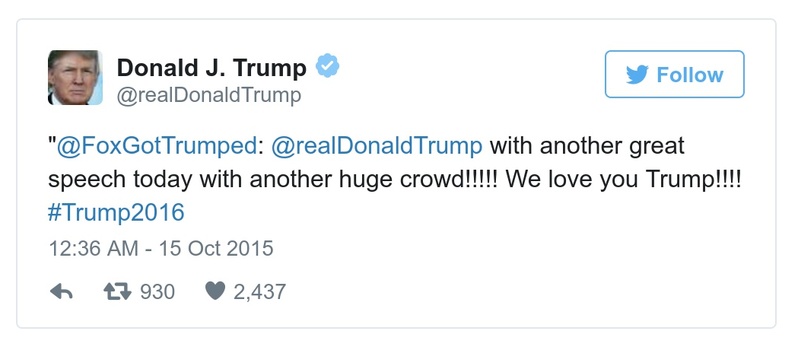 Donald J. Trump
@realDonaldTrump
Follow
"@FoxGotTrumped: @realDonaldTrump with another great
speech today with another huge crowd!!!!! We love you Trump!!!!
#Trump2016
12:36 AM - 15 Oct 2015
930 2,437